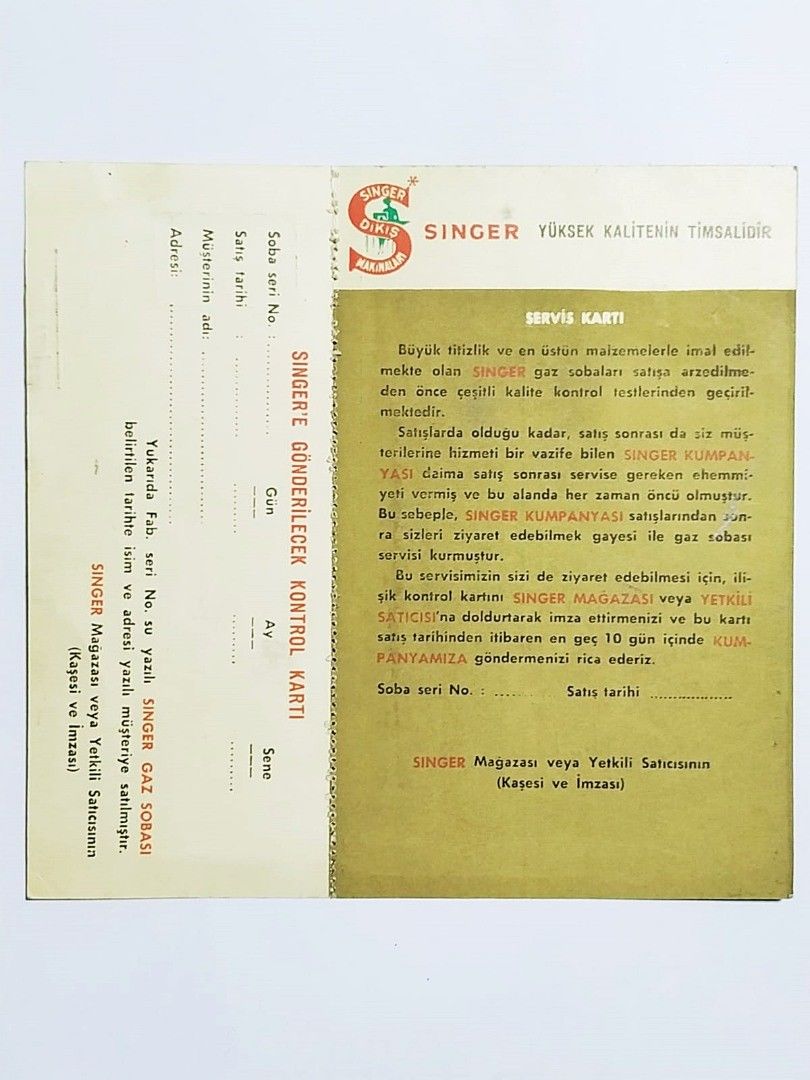 SINGER
DİKİŞ
MAKİNALARI
SINGER YÜKSEK KALİTENİN TİMSALİDİR
SERVİS KARTI
Büyük titizlik ve en üstün malzemelerle imal edil-
mekte olan SINGER gaz sobaları satışa arzedilme-
den önce çeşitli kalite kontrol testlerinden geçiril-
mektedir.
Satışlarda olduğu kadar, satış sonrası da siz müş-
terilerine hizmeti bir vazife bilen SINGER KUMPAN-
YASI daima satış sonrası servise gereken ehemmi-
yeti vermiş ve bu alanda her zaman öncü olmuştur.
Bu sebeple, SINGER KUMPANYASI satışlarından son-
ra sizleri ziyaret edebilmek gayesi ile gaz sobası
servisi kurmuştur.
Bu servisimizin sizi de ziyaret edebilmesi için, ili-
şik kontrol kartını SINGER MAĞAZASI veya YETKİLİ
SATICISI'na doldurtarak imza ettirmenizi ve bu kartı
satış tarihinden itibaren en geç 10 gün içinde KUM-
PANYAMIZA göndermenizi rica ederiz.
Soba seri No. : .......... Satış tarihi ..................
SINGER Mağazası veya Yetkili Satıcısının
(Kaşesi ve İmzası)
SINGER'E GÖNDERİLECEK KONTROL KARTI
Soba seri No. : .................. Gün Ay Sene
Satış tarihi : .................. .......... .......... ..........
Müşterinin adı: ..............................
Adresi: ........................................
Yukarıda Fab. seri No. su yazılı SINGER GAZ SOBASI
belirtilen tarihte isim ve adresi yazılı müşteriye satılmıştır.
SINGER Mağazası veya Yetkili Satıcısının
(Kaşesi ve İmzası)